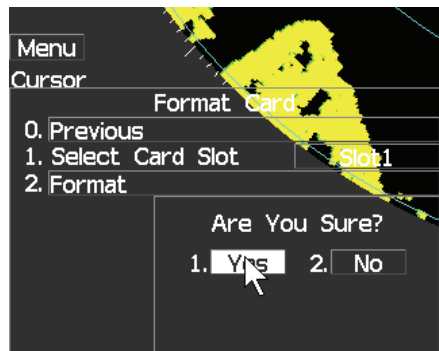 Menu
Cursor
Format Card
0. Previous
1. Select Card Slot Slot1
2. Format
Are You Sure?
1. Yes 2. No